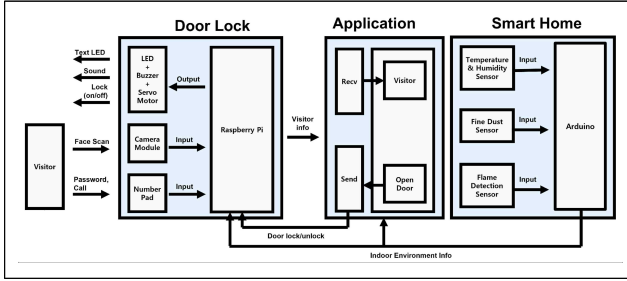 Door Lock
Application
Smart Home
Text LED
Sound
Lock
(on/off)
LED
+
Buzzer
+
Servo
Motor
Output
Raspberry Pi
Visitor
Face Scan
Camera
Module
Input
Password,
Call
Number
Pad
Input
Visitor
info
Recv
Visitor
Send
Open
Door
Temperature
& Humidity
Sensor
Input
Fine Dust
Sensor
Input
Flame
Detection
Sensor
Input
Arduino
Door lock/unlock
Indoor Environment Info